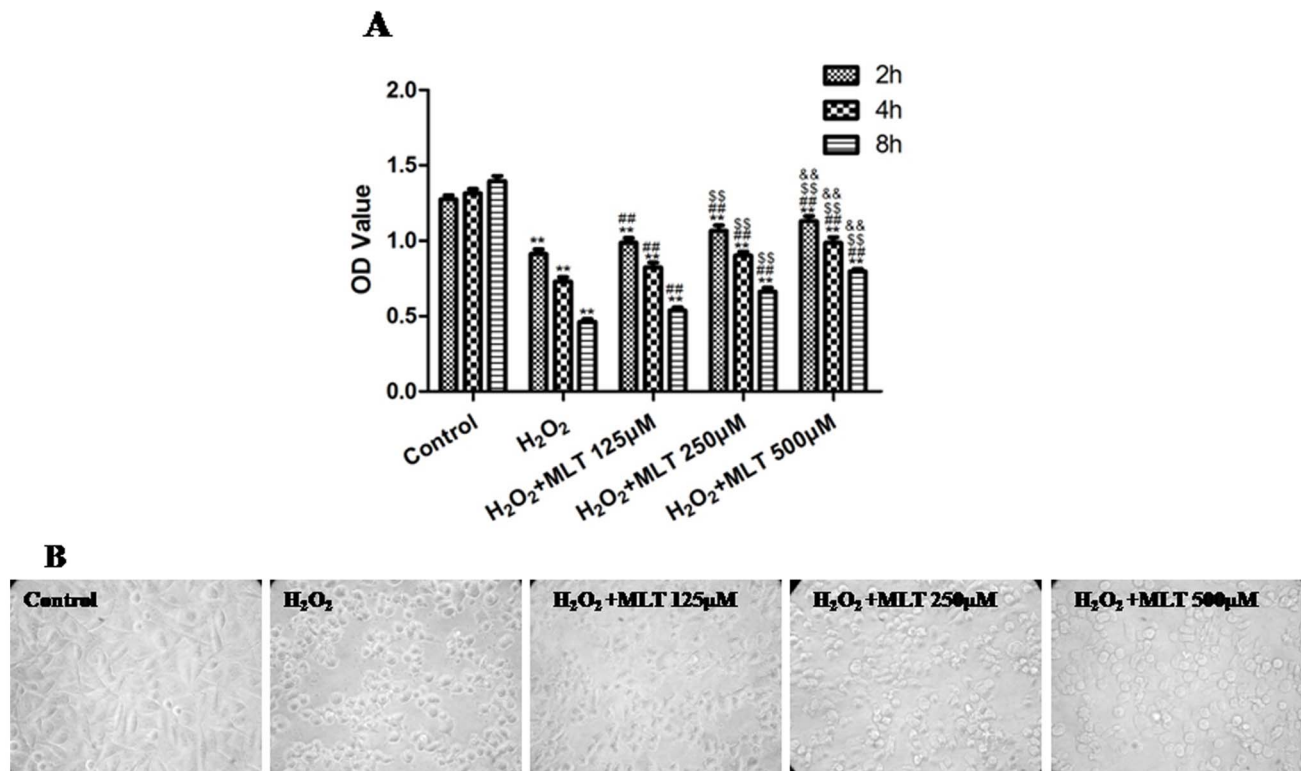 A
2h
4h
8h
OD Value
2.0
1.5
1.0
0.5
0.0
**
**
**
##
**
##
**
##
**
$$
##
**
$$
##
**
$$
##
**
&&
$$
##
**
&&
$$
##
**
&&
$$
##
**
Control
H₂O₂
H₂O₂+MLT 125μM
H₂O₂+MLT 250μM
H₂O₂+MLT 500μM
B
Control
H₂O₂
H₂O₂ +MLT 125μM
H₂O₂ +MLT 250μM
H₂O₂ +MLT 500μM